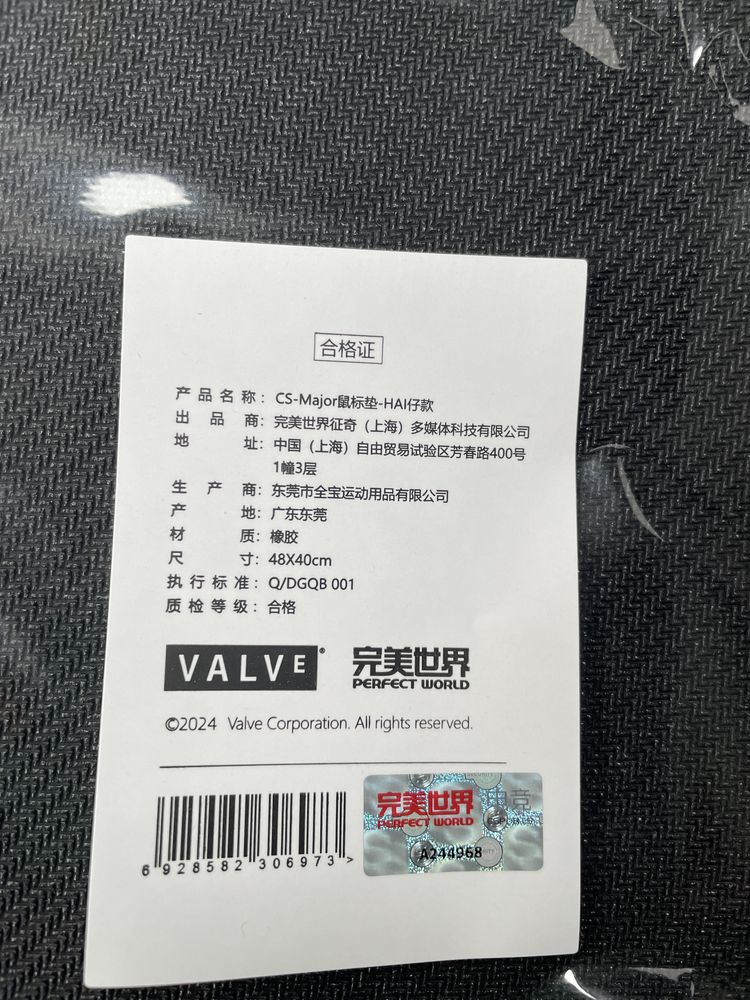 合格证
产品名称：CS-Major鼠标垫-HAI仔款
出品商：完美世界征奇（上海）多媒体科技有限公司
地址：中国（上海）自由贸易试验区芳春路400号
1幢3层
生产商：东莞市全宝运动用品有限公司
产地：广东东莞
材质：橡胶
尺寸：48X40cm
执行标准：Q/DGQB 001
质检等级：合格
VALVE® 完美世界
PERFECT WORLD
©2024 Valve Corporation. All rights reserved.
完美世界 电竞
PERFECT WORLD
A244968
6 928582 306973 >